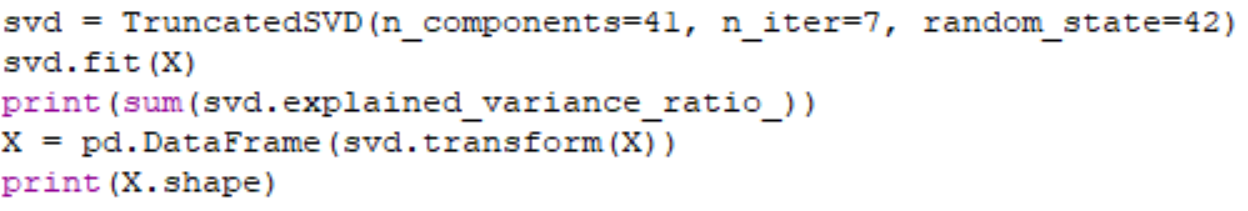 svd = TruncatedSVD(n_components=41, n_iter=7, random_state=42)
svd.fit(X)
print(sum(svd.explained_variance_ratio_))
X = pd.DataFrame(svd.transform(X))
print(X.shape)